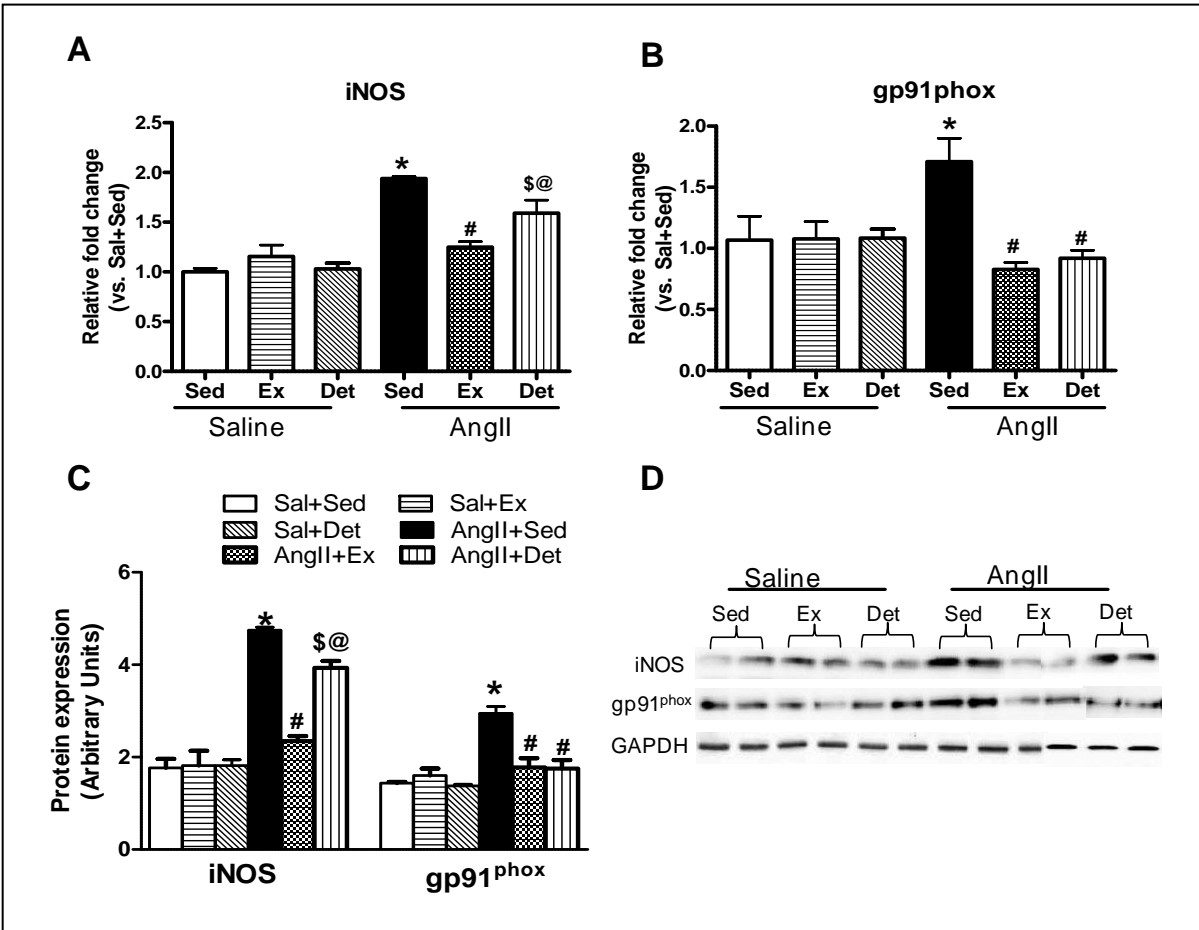 A
iNOS
Relative fold change
(vs. Sal+Sed)
2.5
2.0
1.5
1.0
0.5
0.0
*
#
$@
Sed Ex Det Sed Ex Det
Saline AngII
B
gp91phox
Relative fold change
(vs. Sal+Sed)
2.0
1.5
1.0
0.5
0.0
*
# #
Sed Ex Det Sed Ex Det
Saline AngII
C
Sal+Sed Sal+Ex
Sal+Det AngII+Sed
AngII+Ex AngII+Det
Protein expression
(Arbitrary Units)
6
4
2
0
*
#
$@
*
# #
iNOS gp91phox
D
Saline AngII
Sed Ex Det Sed Ex Det
iNOS
gp91phox
GAPDH